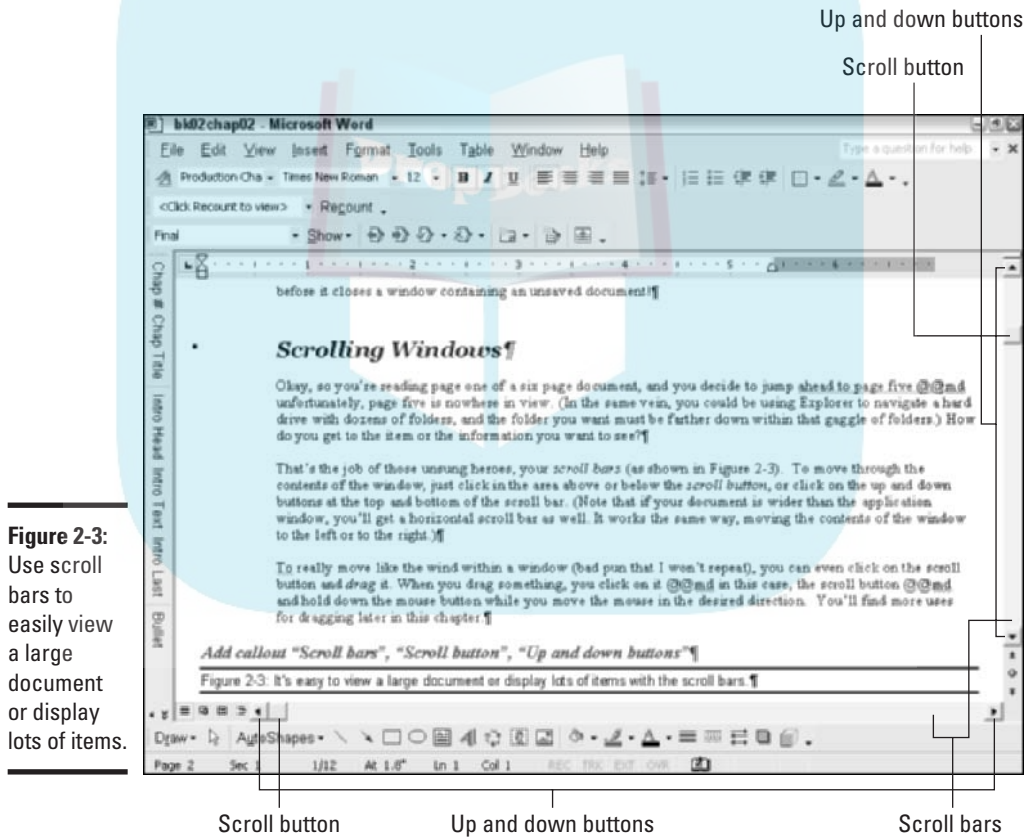 Up and down buttons
Scroll button
bk02chap02 - Microsoft Word
File Edit View Insert Format Tools Table Window Help
Type a question for help
Production Cha Times New Roman 12 B I U
<Click Recount to view> Recount
Final Show
1 2 3 4 5 6
Chap # Chap Title Intro Head Intro Text Intro Last Bullet
before it closes a window containing an unsaved document!¶
Scrolling Windows¶
Okay, so you're reading page one of a six page document, and you decide to jump ahead to page five @@md
unfortunately, page five is nowhere in view. (In the same vein, you could be using Explorer to navigate a hard
drive with dozens of folders, and the folder you want must be farther down within that gaggle of folders.) How
do you get to the item or the information you want to see?¶
That's the job of those unsung heroes, your scroll bars (as shown in Figure 2-3). To move through the
contents of the window, just click in the area above or below the scroll button, or click on the up and down
buttons at the top and bottom of the scroll bar. (Note that if your document is wider than the application
window, you'll get a horizontal scroll bar as well. It works the same way, moving the contents of the window
to the left or to the right.)¶
To really move like the wind within a window (bad pun that I won't repeat), you can even click on the scroll
button and drag it. When you drag something, you click on it @@md in this case, the scroll button @@md
and hold down the mouse button while you move the mouse in the desired direction. You'll find more uses
for dragging later in this chapter.¶
Add callout "Scroll bars", "Scroll button", "Up and down buttons"¶
Figure 2-3: It's easy to view a large document or display lots of items with the scroll bars.¶
Draw AutoShapes
Page 2 Sec 1 1/12 At 1.8" Ln 1 Col 1 REC TRK EXT OVR
Figure 2-3:
Use scroll
bars to
easily view
a large
document
or display
lots of items.
Scroll button Up and down buttons Scroll bars